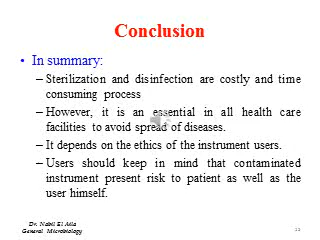 Conclusion
• In summary:
– Sterilization and disinfection are costly and time
consuming process
– However, it is an essential in all health care
facilities to avoid spread of diseases.
– It depends on the ethics of the instrument users.
– Users should keep in mind that contaminated
instrument present risk to patient as well as the
user himself.
Dr. Nabil El Aila
General Microbiology